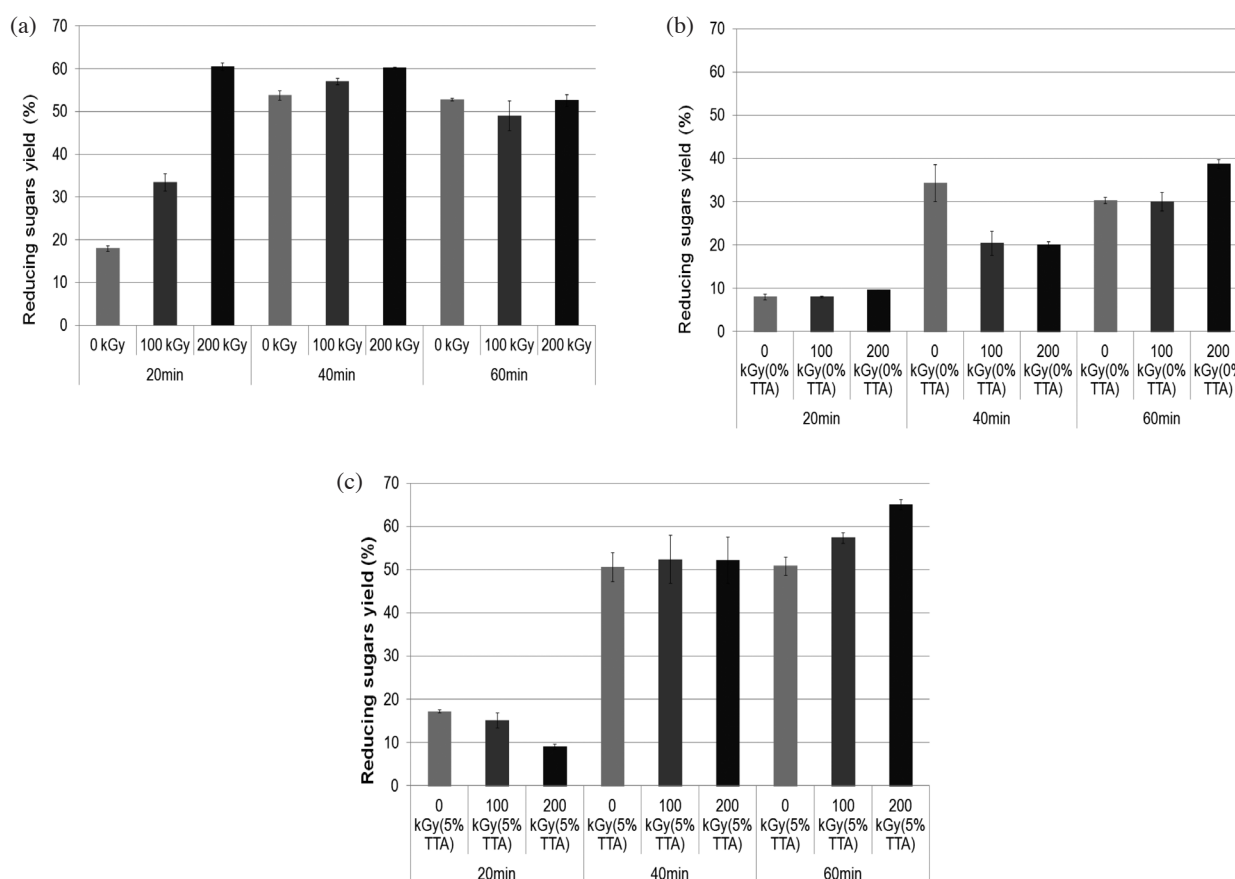 (a)
Reducing sugars yield (%)
70
60
50
40
30
20
10
0
0 kGy 100 kGy 200 kGy 0 kGy 100 kGy 200 kGy 0 kGy 100 kGy 200 kGy
20min 40min 60min
(b)
Reducing sugars yield (%)
70
60
50
40
30
20
10
0
0 100 200 0 100 200 0 100 200
kGy(0% kGy(0% kGy(0% kGy(0% kGy(0% kGy(0% kGy(0% kGy(0% kGy(0%
TTA) TTA) TTA) TTA) TTA) TTA) TTA) TTA) TTA)
20min 40min 60min
(c)
Reducing sugars yield (%)
70
60
50
40
30
20
10
0
0 100 200 0 100 200 0 100 200
kGy(5% kGy(5% kGy(5% kGy(5% kGy(5% kGy(5% kGy(5% kGy(5% kGy(5%
TTA) TTA) TTA) TTA) TTA) TTA) TTA) TTA) TTA)
20min 40min 60min